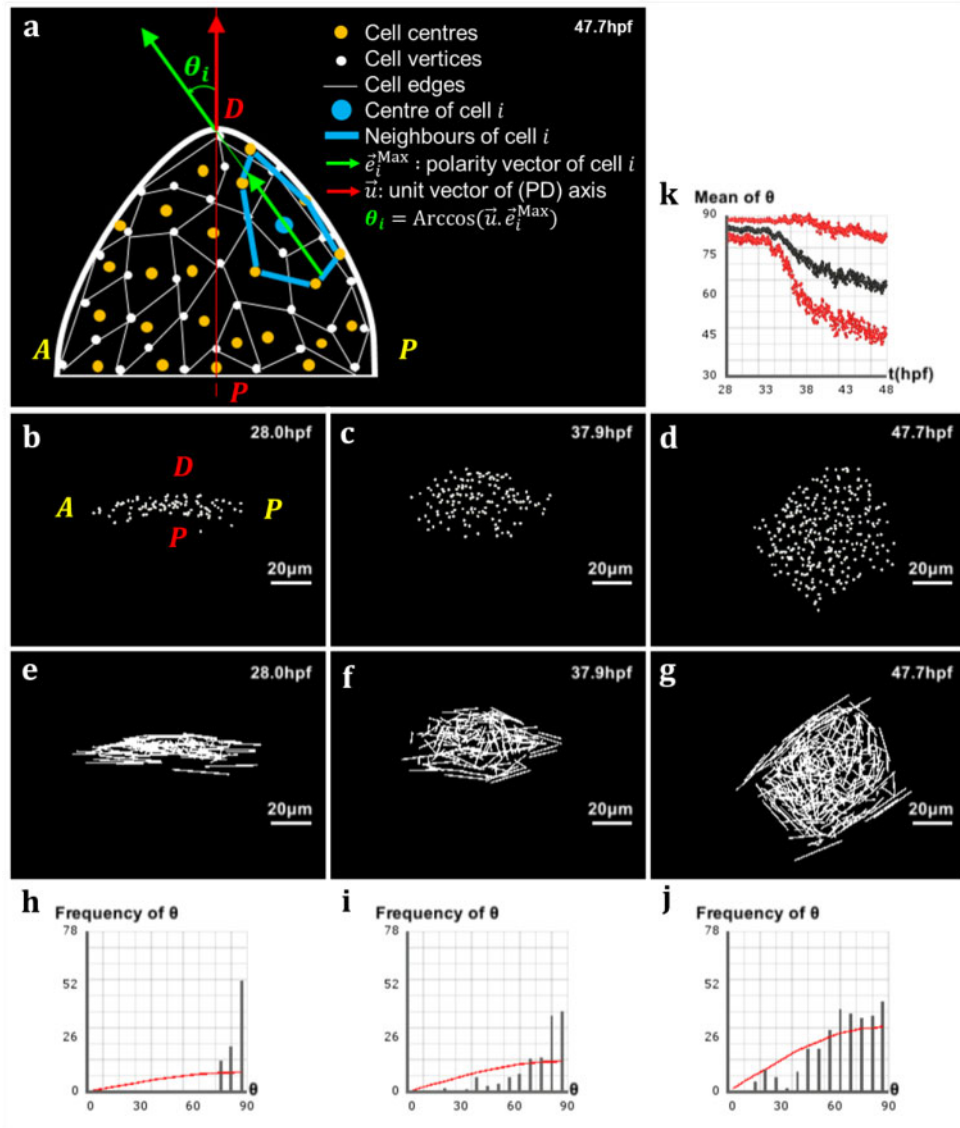 a
47.7hpf
Cell centres
Cell vertices
Cell edges
Centre of cell i
Neighbours of cell i
e⃗ᵢᴹᵃˣ : polarity vector of cell i
u⃗: unit vector of (PD) axis
θᵢ = Arccos(u⃗. e⃗ᵢᴹᵃˣ)
θᵢ
D
θᵢ
A
P
P
k
Mean of θ
90
75
60
45
30
28 33 38 43 48
t(hpf)
b
28.0hpf
D
A
P
P
20μm
c
37.9hpf
20μm
d
47.7hpf
20μm
e
28.0hpf
20μm
f
37.9hpf
20μm
g
47.7hpf
20μm
h
Frequency of θ
78
52
26
0
θ
0 30 60 90
i
Frequency of θ
78
52
26
0
θ
0 30 60 90
j
Frequency of θ
78
52
26
0
θ
0 30 60 90